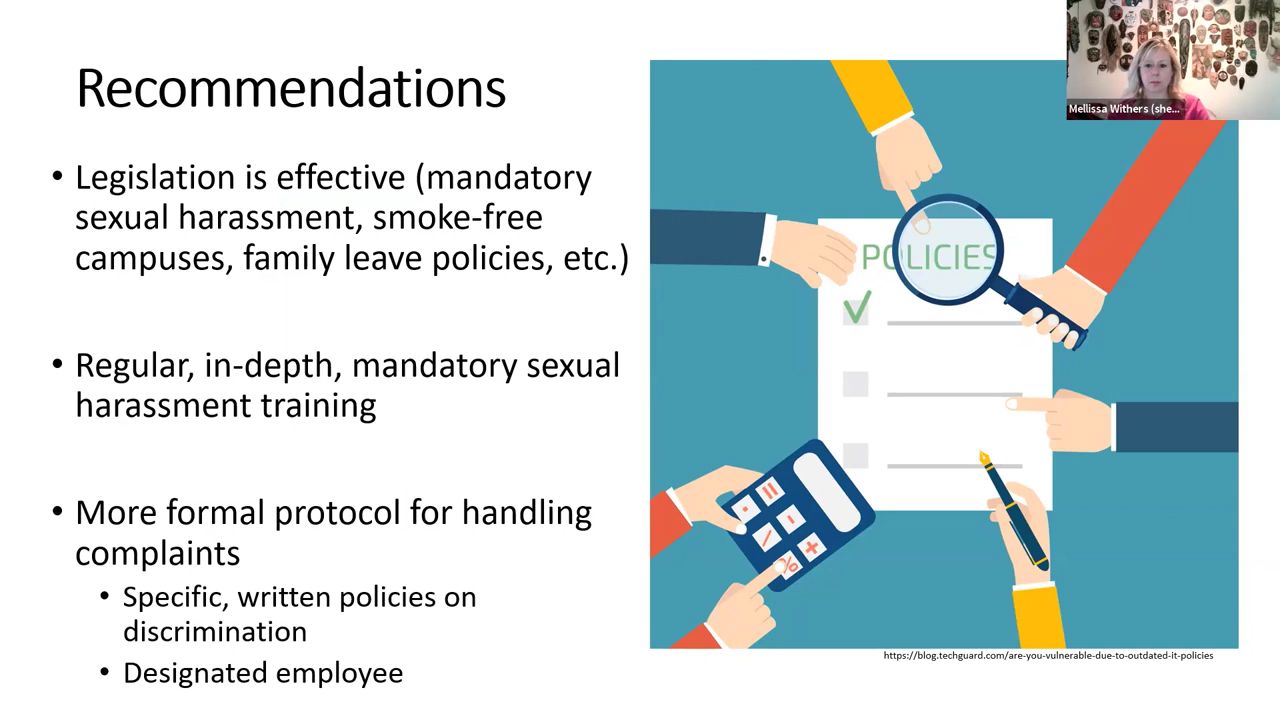 Recommendations
• Legislation is effective (mandatory
sexual harassment, smoke-free
campuses, family leave policies, etc.)
• Regular, in-depth, mandatory sexual
harassment training
• More formal protocol for handling
complaints
• Specific, written policies on
discrimination
• Designated employee
Mellissa Withers (she...
POLICIES
https://blog.techguard.com/are-you-vulnerable-due-to-outdated-it-policies